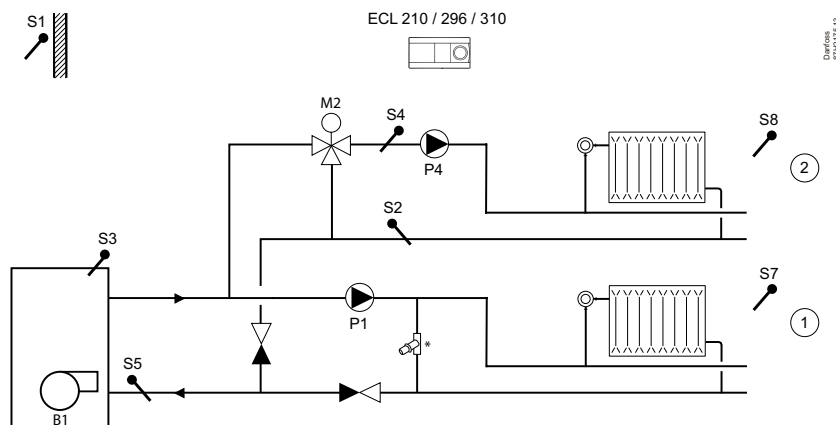 S1
ECL 210 / 296 / 310
Danfoss
M2
S4
S8
P4
2
S2
S3
S7
P1
*
1
S5
B1